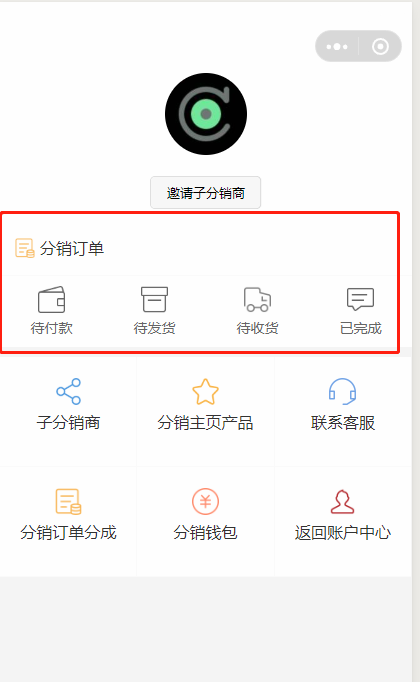 邀请子分销商
分销订单
待付款 待发货 待收货 已完成
子分销商 分销主页产品 联系客服
分销订单分成 分销钱包 返回账户中心